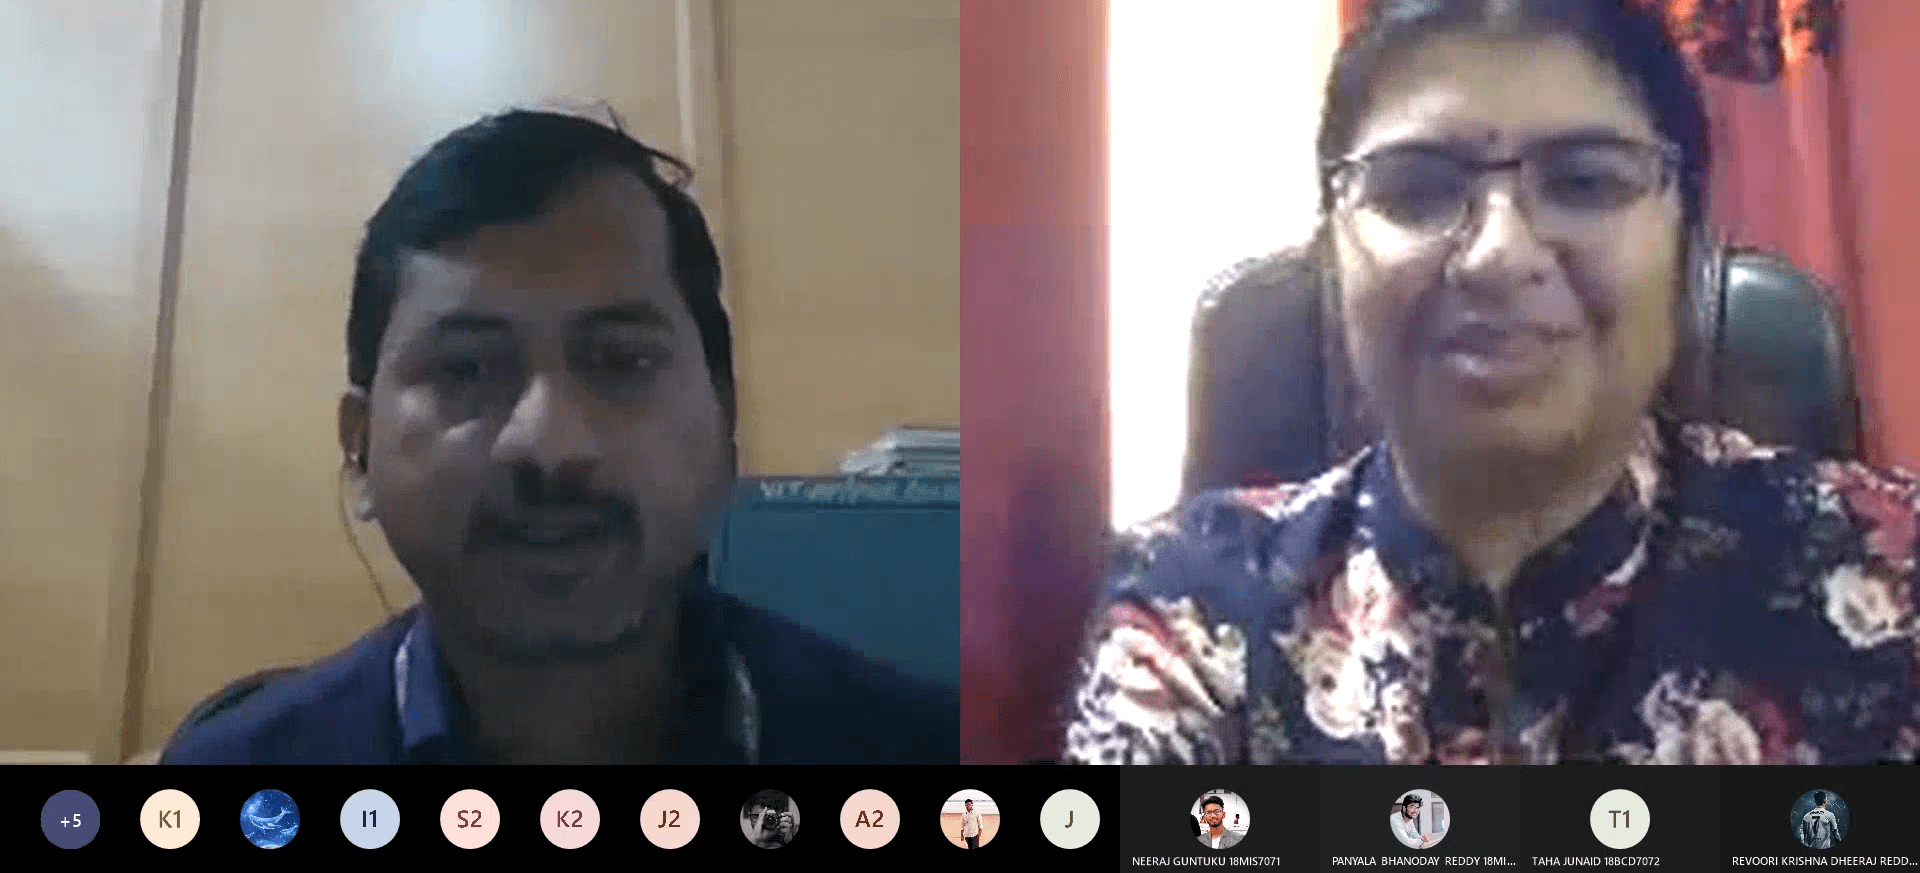 +5
K1
I1
S2
K2
J2
A2
J
T1
NEERAJ GUNTUKU 18MIS7071
PANYALA BHANODAY REDDY 18MI...
TAHA JUNAID 18BCD7072
REVOORI KRISHNA DHEERAJ REDD...
7